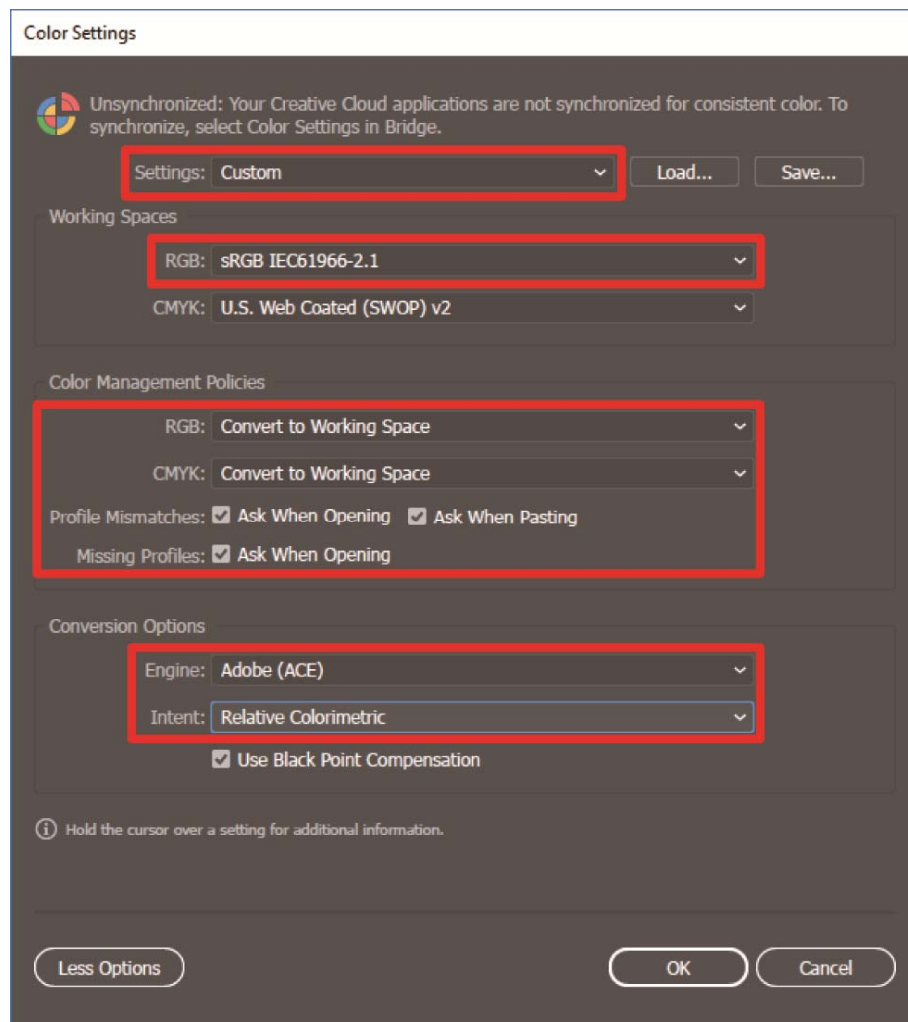 Color Settings
Unsynchronized: Your Creative Cloud applications are not synchronized for consistent color. To
synchronize, select Color Settings in Bridge.
Settings: Custom Load... Save...
Working Spaces
RGB: sRGB IEC61966-2.1
CMYK: U.S. Web Coated (SWOP) v2
Color Management Policies
RGB: Convert to Working Space
CMYK: Convert to Working Space
Profile Mismatches: Ask When Opening Ask When Pasting
Missing Profiles: Ask When Opening
Conversion Options
Engine: Adobe (ACE)
Intent: Relative Colorimetric
Use Black Point Compensation
Hold the cursor over a setting for additional information.
Less Options OK Cancel